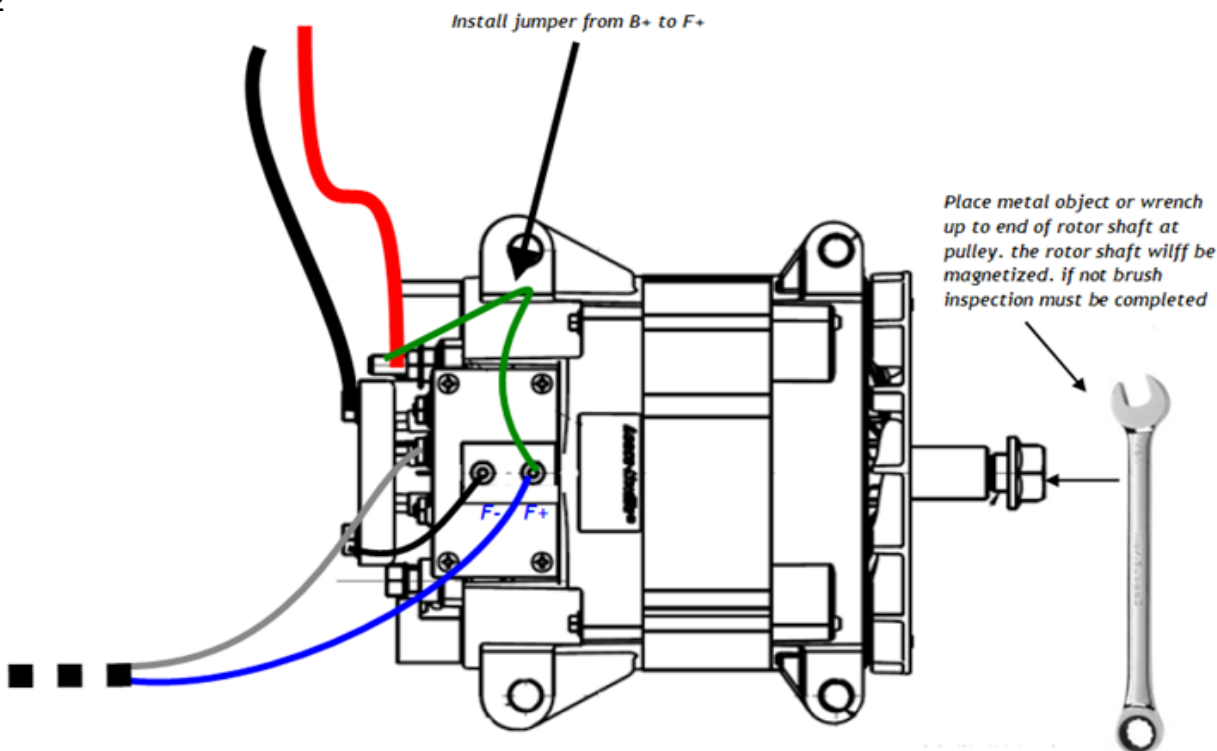 Install jumper from B+ to F+
Place metal object or wrench
up to end of rotor shaft at
pulley. the rotor shaft wilff be
magnetized. if not brush
inspection must be completed
F- F+